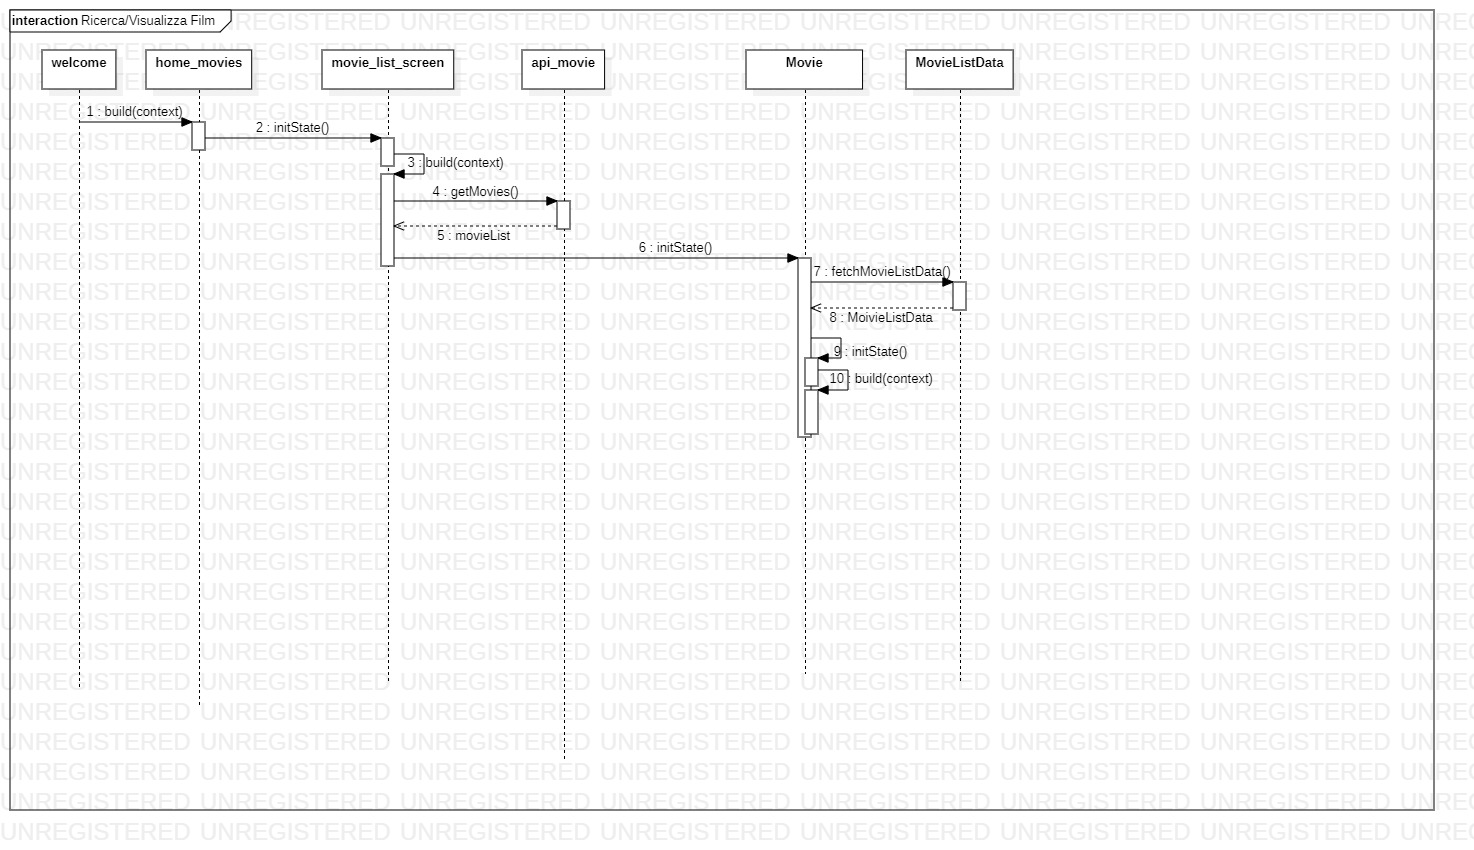 interaction Ricerca/Visualizza Film
welcome
home_movies
movie_list_screen
api_movie
Movie
MovieListData
1 : build(context)
2 : initState()
3 : build(context)
4 : getMovies()
5 : movieList
6 : initState()
7 : fetchMovieListData()
8 : MoivieListData
9 : initState()
10 : build(context)
UNREGISTERED